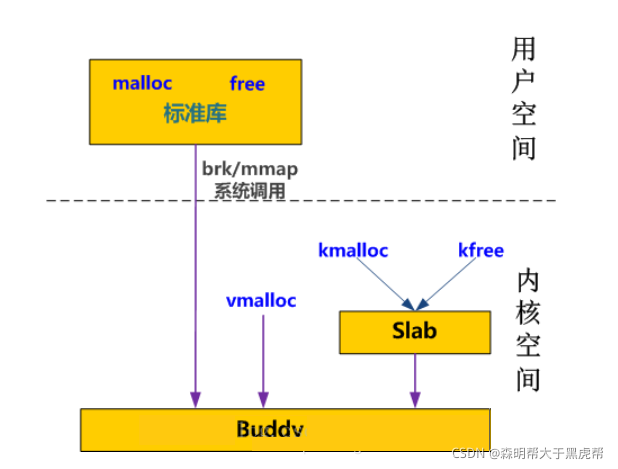 malloc free
标准库
用户空间
brk/mmap
系统调用
kmalloc kfree
vmalloc
Slab
内核空间
Buddy
CSDN @森明帮大于黑虎帮